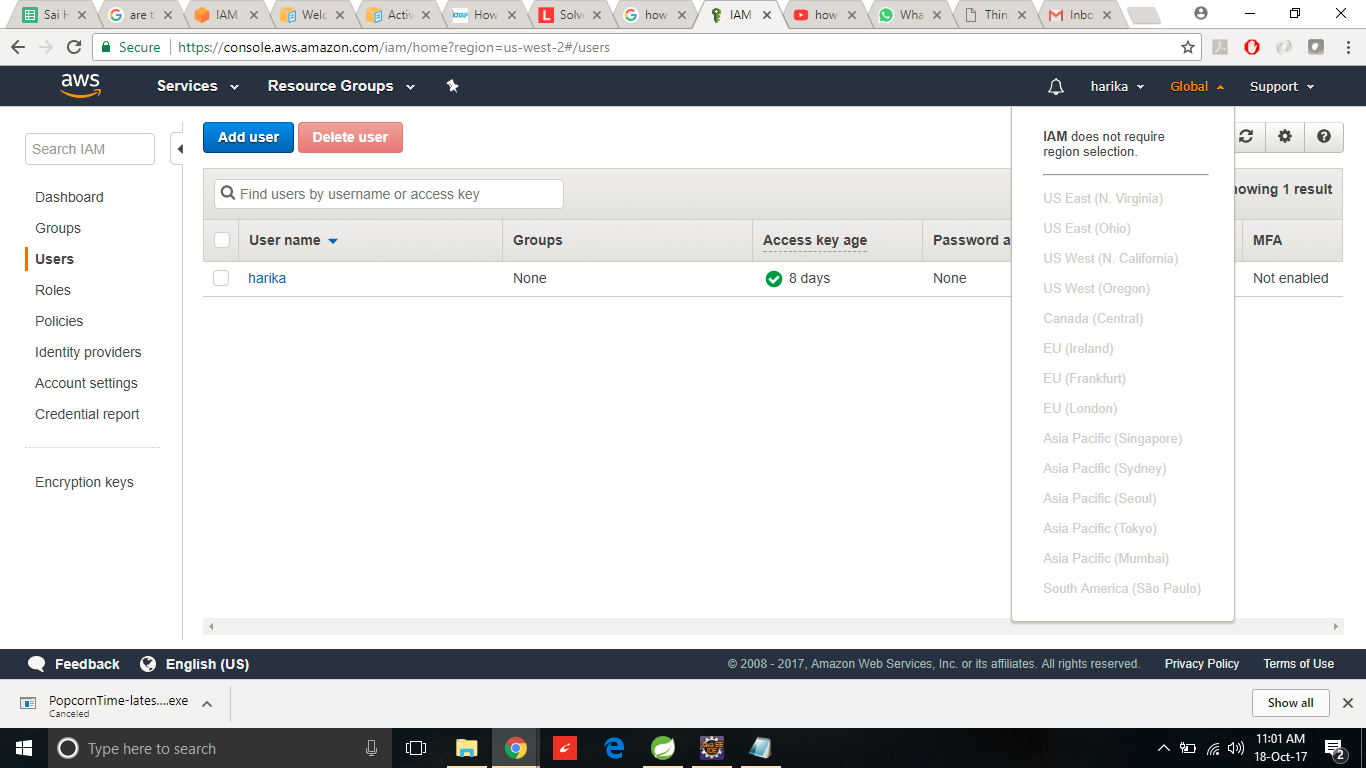 Sai H
are t
IAM
Welc
Activ
IOTAP
How
L
Solv
how
IAM
how
Wha
Thin
Inbo
Secure
https://console.aws.amazon.com/iam/home?region=us-west-2#/users
aws
Services
Resource Groups
harika
Global
Support
Search IAM
Dashboard
Groups
Users
Roles
Policies
Identity providers
Account settings
Credential report
Encryption keys
Add user
Delete user
Find users by username or access key
owing 1 result
User name
Groups
Access key age
Password a
MFA
harika
None
8 days
None
Not enabled
IAM does not require
region selection.
US East (N. Virginia)
US East (Ohio)
US West (N. California)
US West (Oregon)
Canada (Central)
EU (Ireland)
EU (Frankfurt)
EU (London)
Asia Pacific (Singapore)
Asia Pacific (Sydney)
Asia Pacific (Seoul)
Asia Pacific (Tokyo)
Asia Pacific (Mumbai)
South America (São Paulo)
Feedback
English (US)
© 2008 - 2017, Amazon Web Services, Inc. or its affiliates. All rights reserved.
Privacy Policy
Terms of Use
PopcornTime-lates....exe
Canceled
Show all
Type here to search
Java EE
IDE
11:01 AM
18-Oct-17
2